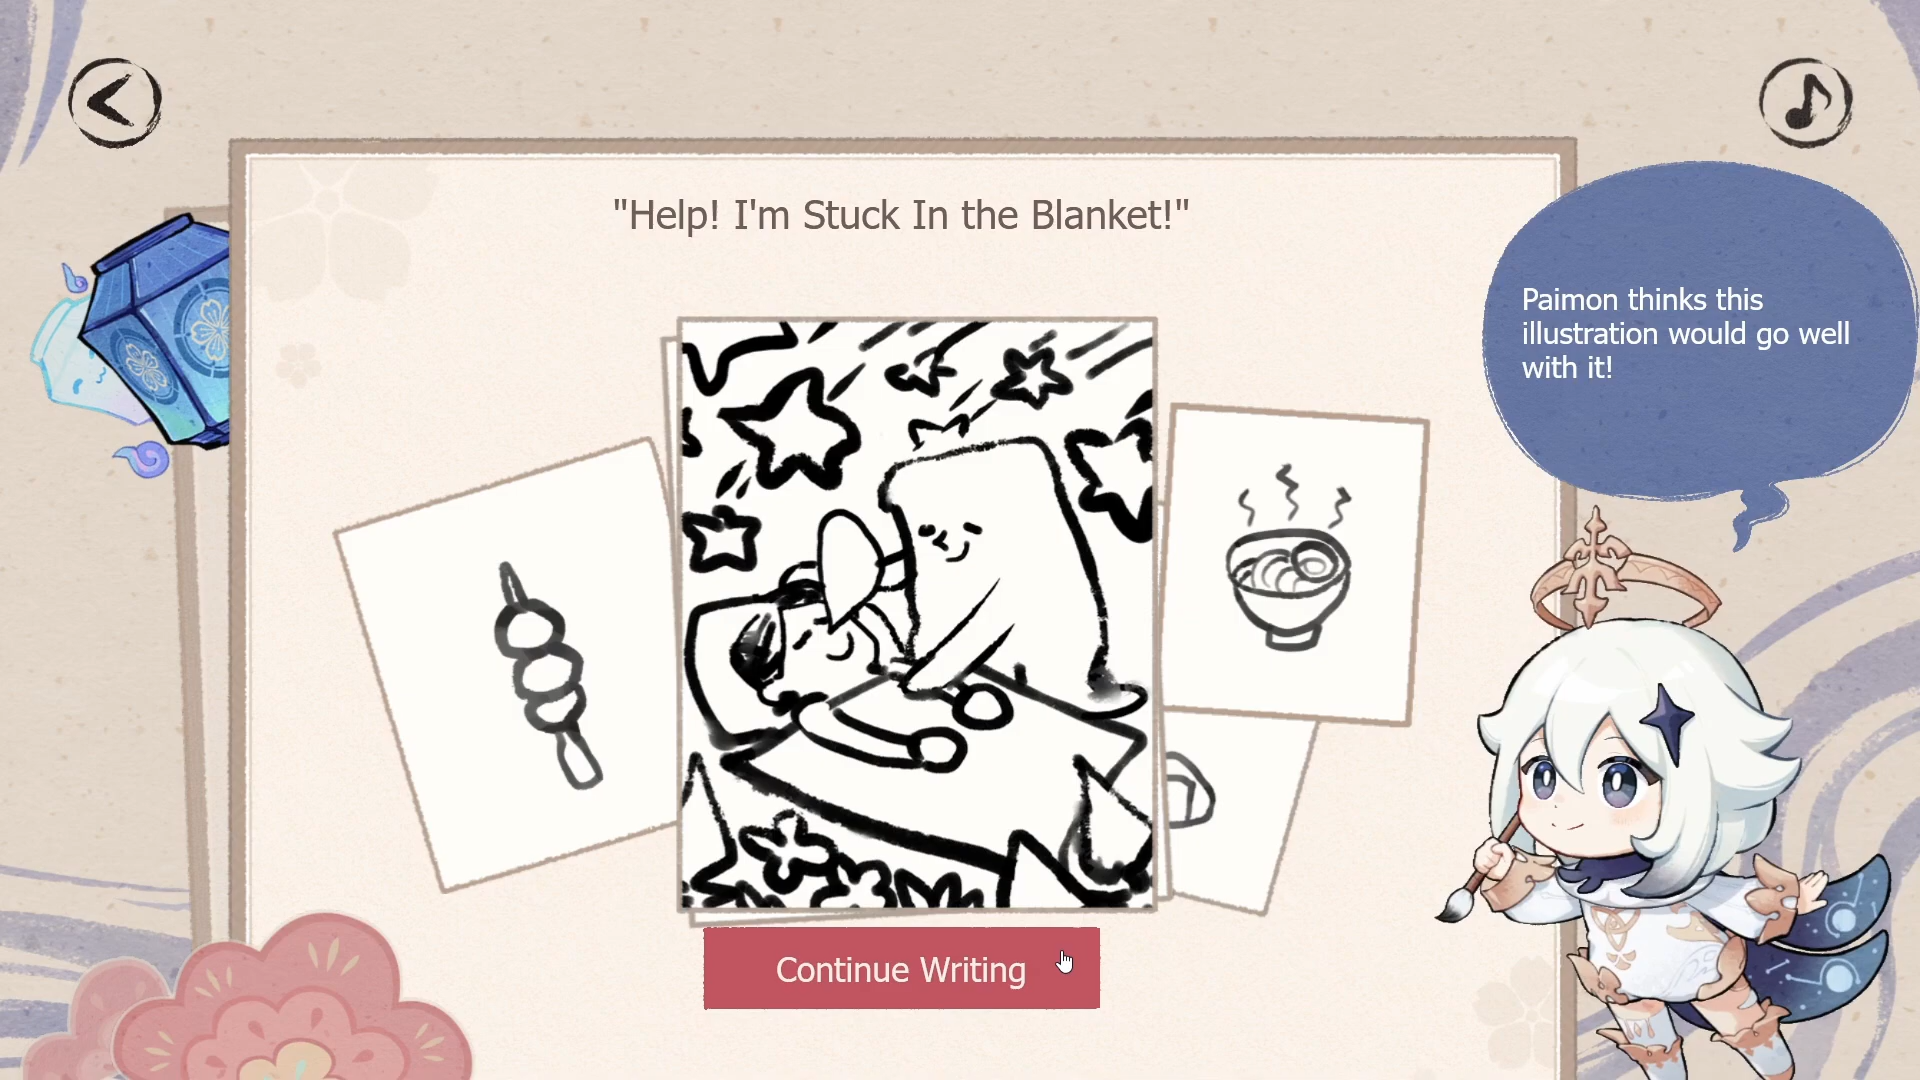 "Help! I'm Stuck In the Blanket!"
Paimon thinks this
illustration would go well
with it!
Continue Writing